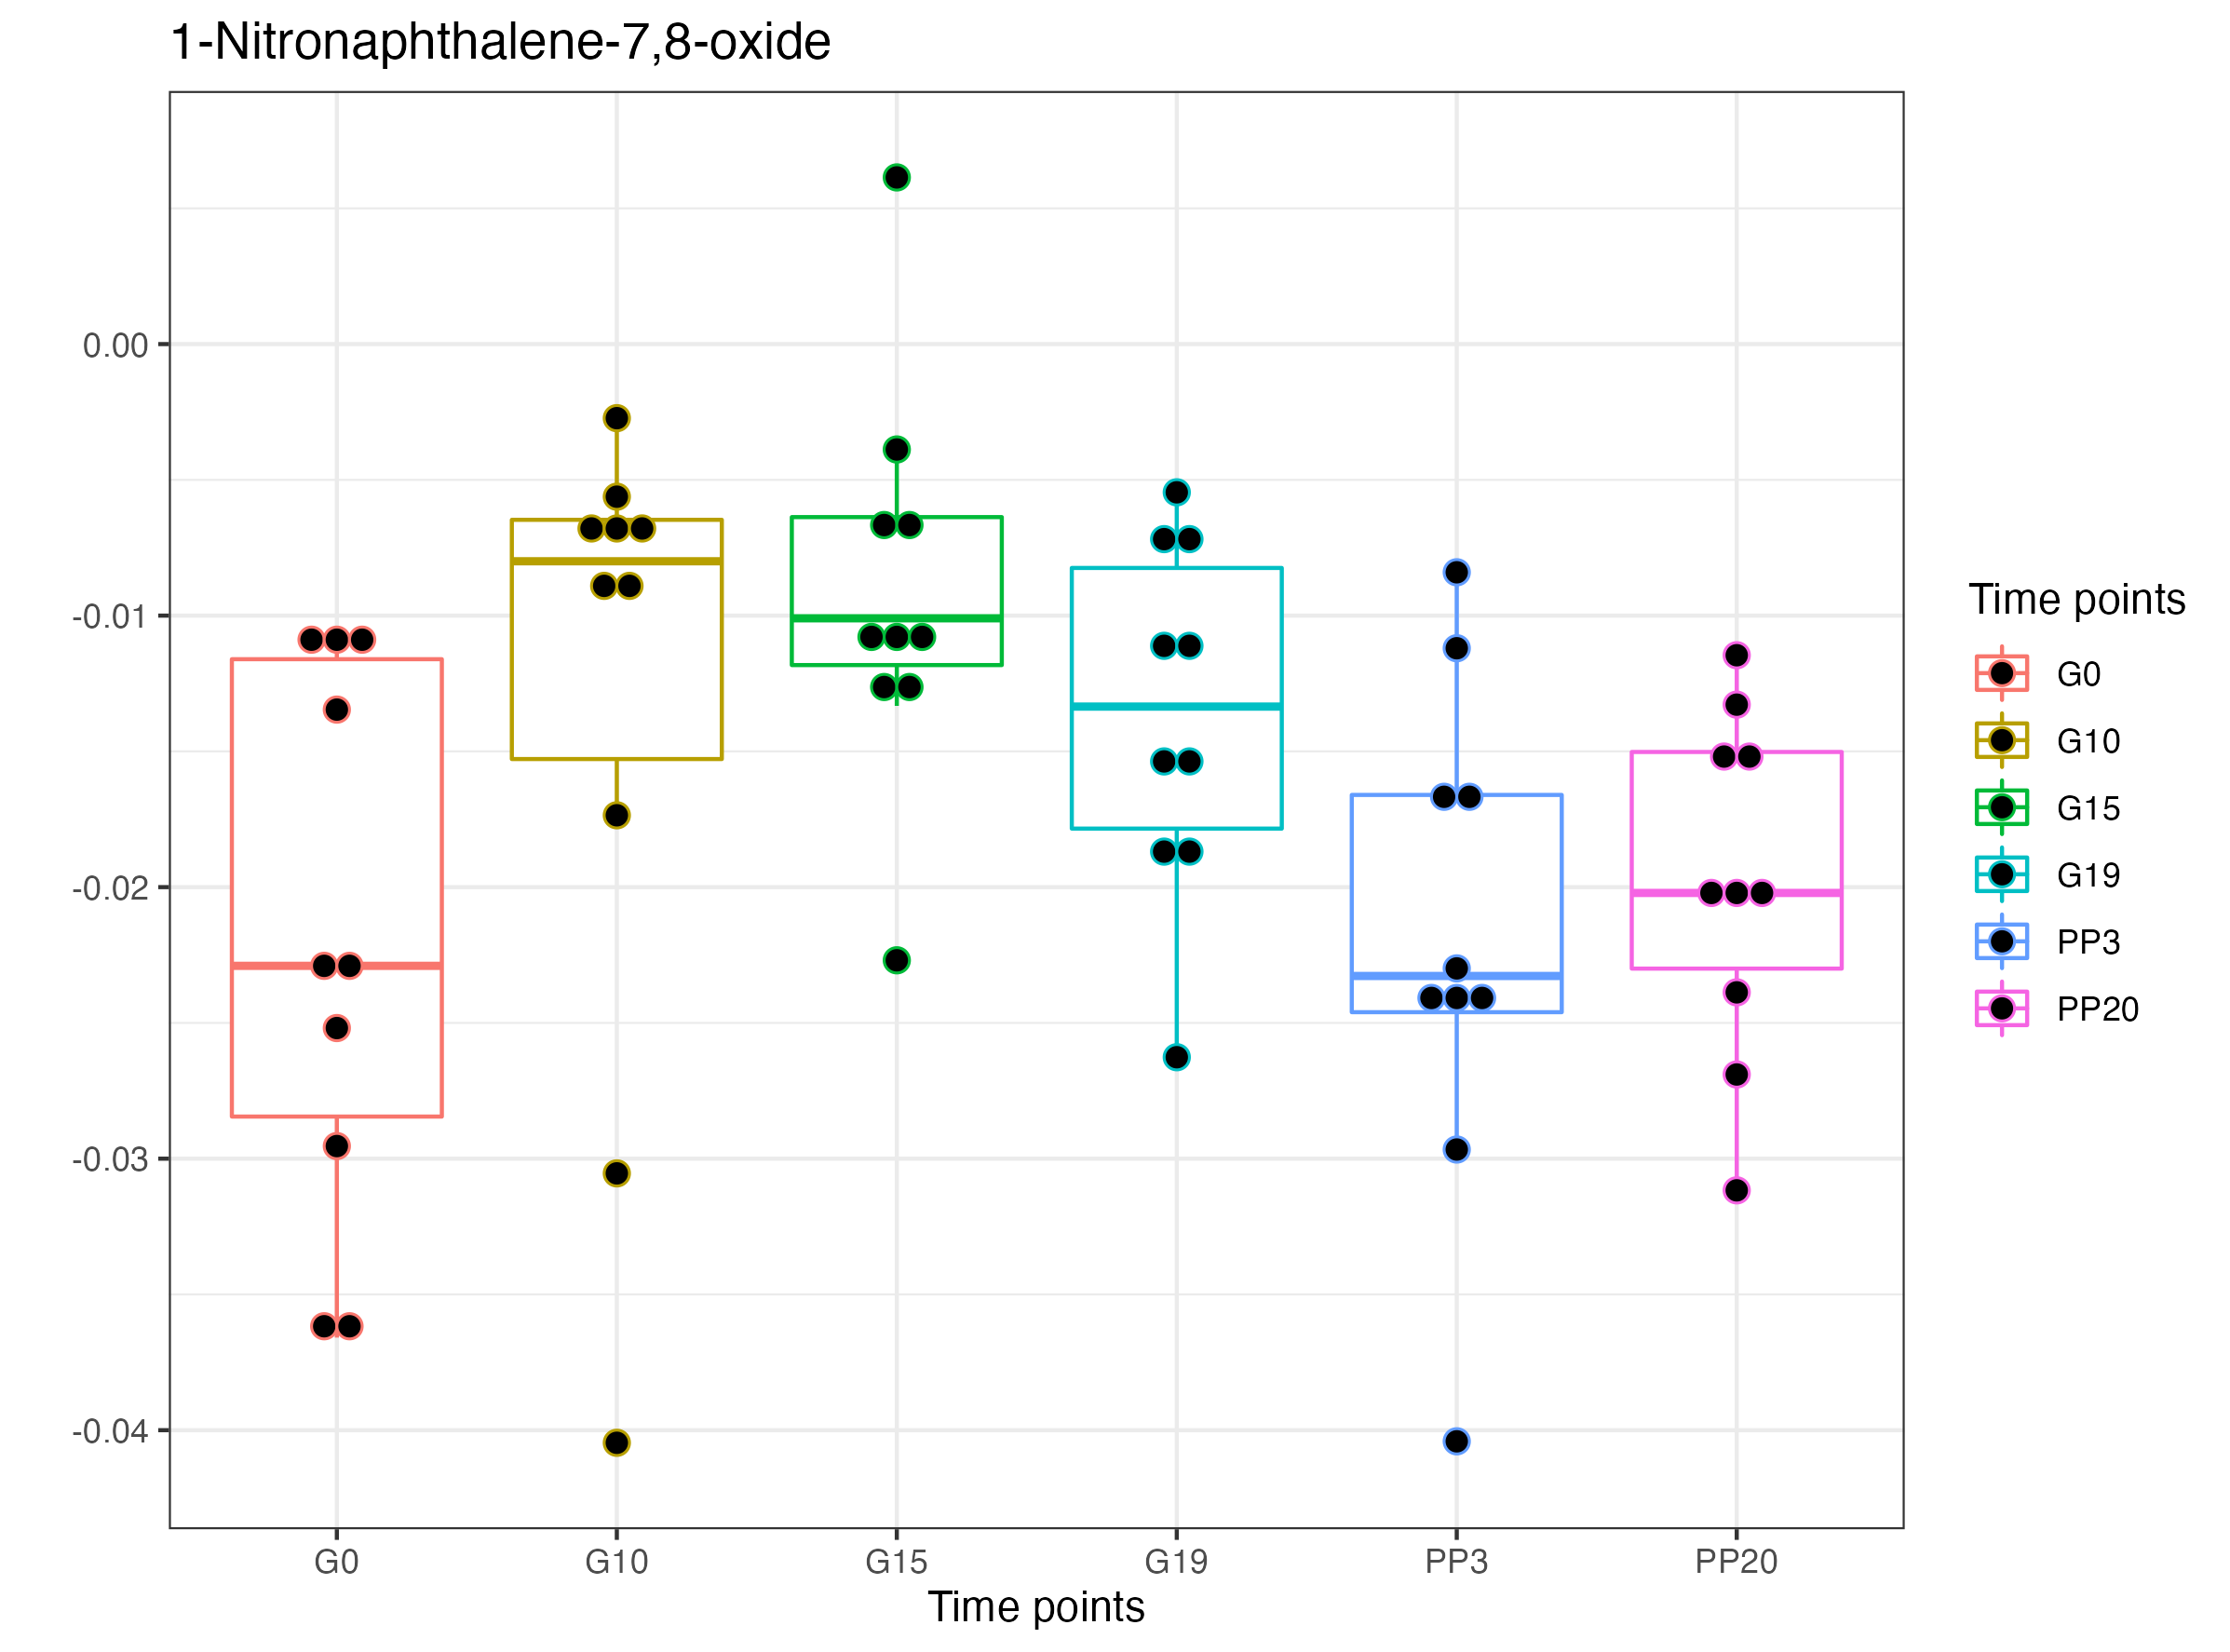 1-Nitronaphthalene-7,8-oxide
0.00
-0.01
-0.02
-0.03
-0.04
G0
G10
G15
G19
PP3
PP20
Time points
Time points
G0
G10
G15
G19
PP3
PP20